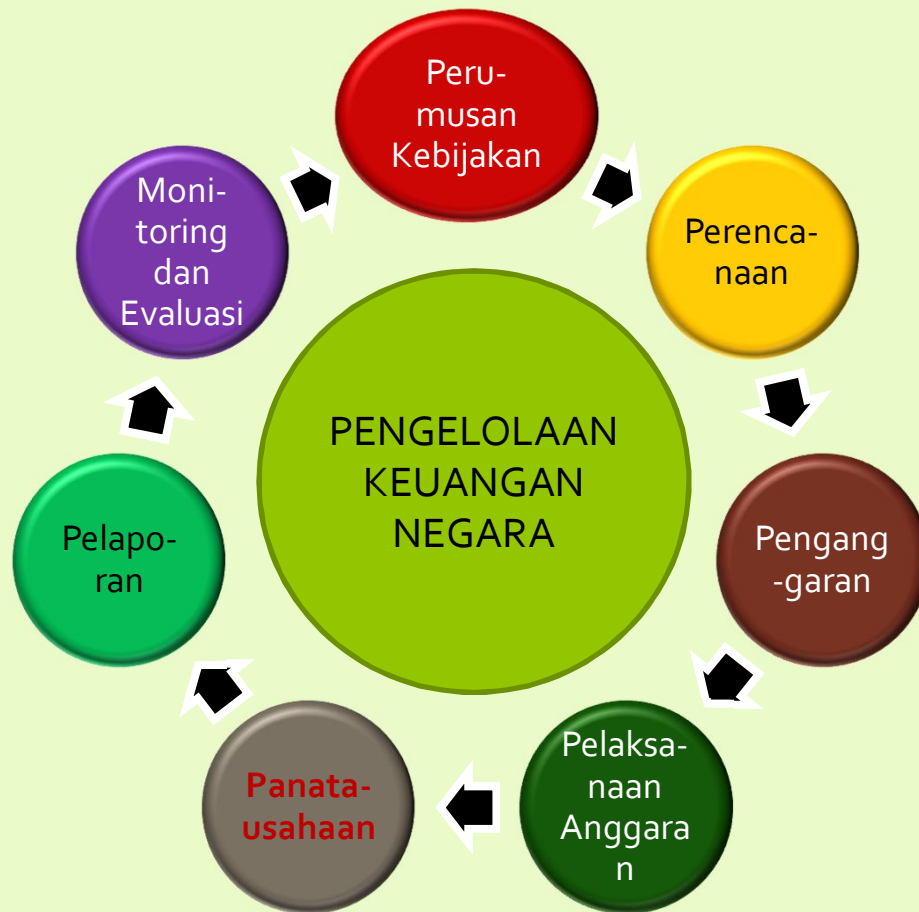 Peru-
musan
Kebijakan
Perenca-
naan
Pengang
-garan
Pelaksa-
naan
Anggara
n
Panata-
usahaan
Pelapo-
ran
Moni-
toring
dan
Evaluasi
PENGELOLAAN
KEUANGAN
NEGARA